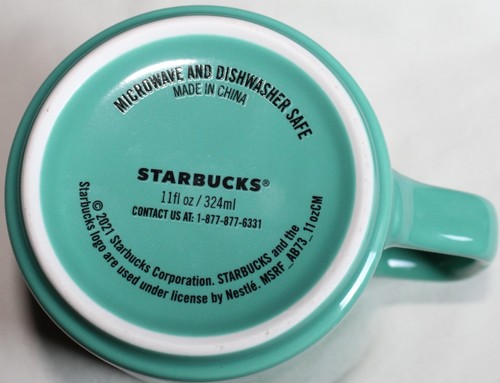 MICROWAVE AND DISHWASHER SAFE
MADE IN CHINA
STARBUCKS®
11fl oz / 324ml
CONTACT US AT: 1-877-877-6331
© 2021 Starbucks Corporation. STARBUCKS and the
Starbucks logo are used under license by Nestlé. MSRF_AB73_11ozCM